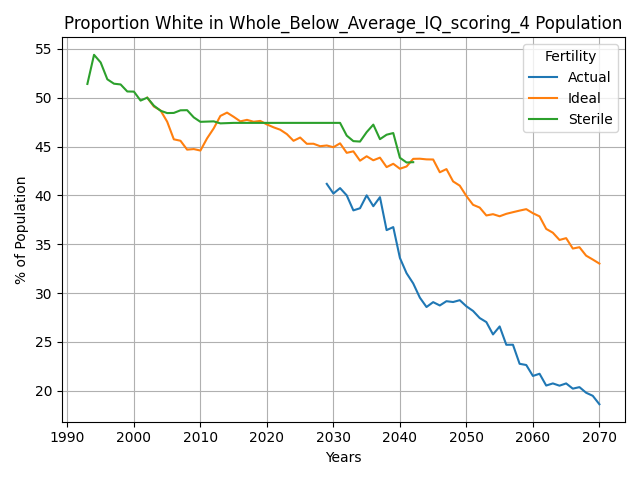 Proportion White in Whole_Below_Average_IQ_scoring_4 Population
Fertility
Actual
Ideal
Sterile
% of Population
55
50
45
40
35
30
25
20
1990 2000 2010 2020 2030 2040 2050 2060 2070
Years